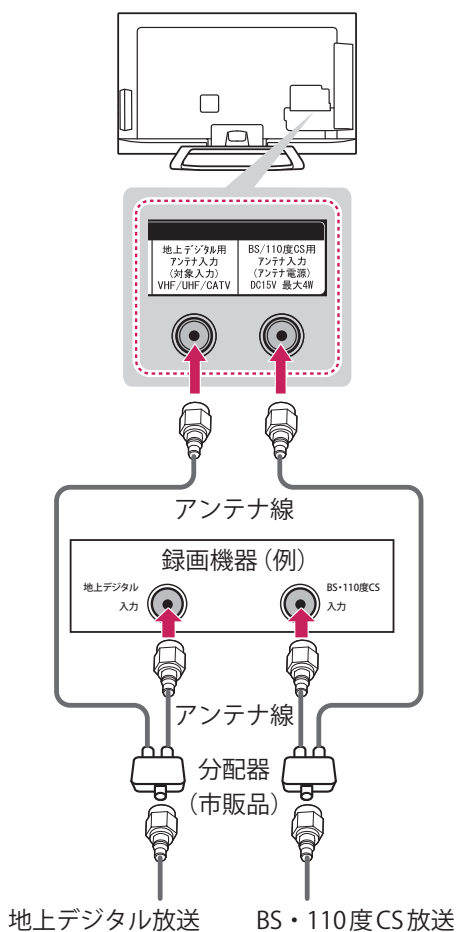 地上デジタル用
アンテナ入力
(対象入力)
VHF/UHF/CATV
BS/110度CS用
アンテナ入力
(アンテナ電源)
DC15V 最大4W
アンテナ線
録画機器(例)
地上デジタル
入力
BS・110度CS
入力
アンテナ線
分配器
(市販品)
地上デジタル放送
BS・110度CS放送